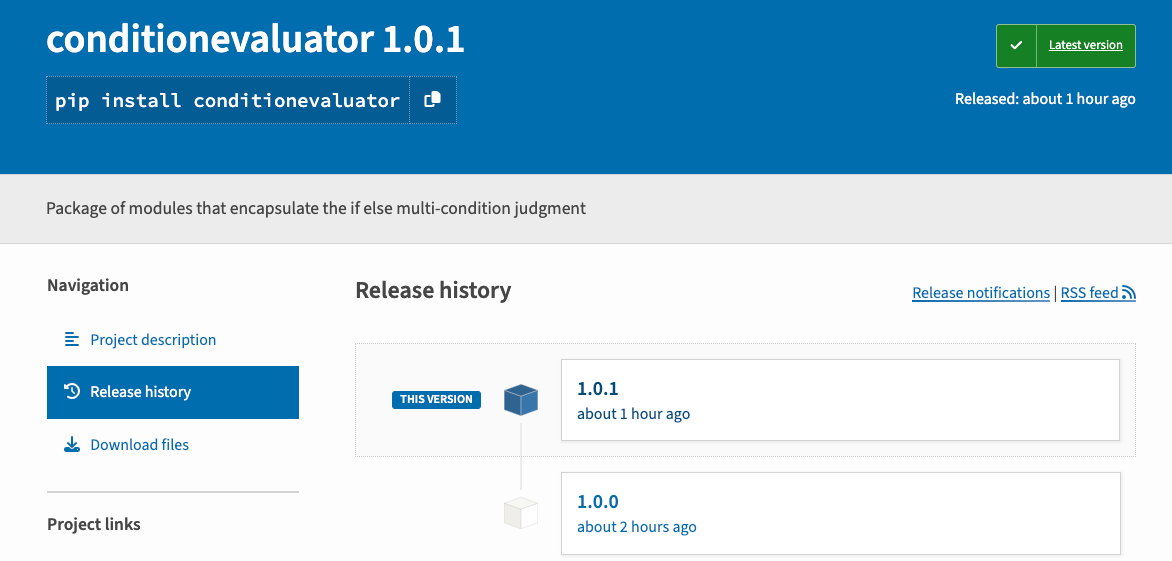 conditionevaluator 1.0.1
pip install conditionevaluator
Latest version
Released: about 1 hour ago
Package of modules that encapsulate the if else multi-condition judgment
Navigation
Project description
Release history
Download files
Project links
Release history
Release notifications | RSS feed
THIS VERSION
1.0.1
about 1 hour ago
1.0.0
about 2 hours ago